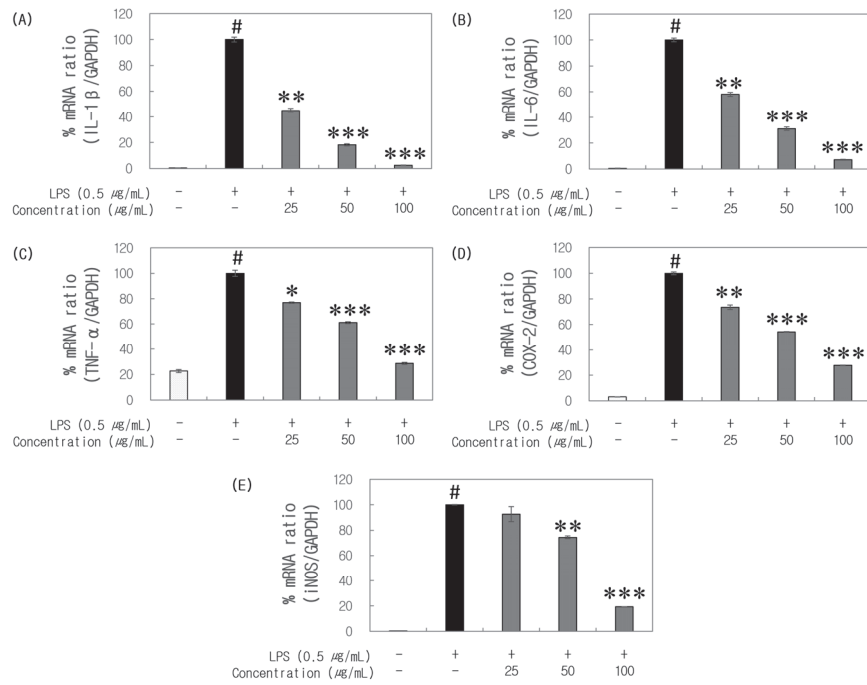 (A)
% mRNA ratio
(IL-1β/GAPDH)
120
100
80
60
40
20
0
#
**
***
***
LPS (0.5 μg/mL) - + + + +
Concentration (μg/mL) - - 25 50 100
(B)
% mRNA ratio
(IL-6/GAPDH)
120
100
80
60
40
20
0
#
**
***
***
LPS (0.5 μg/mL) - + + + +
Concentration (μg/mL) - - 25 50 100
(C)
% mRNA ratio
(TNF-α/GAPDH)
120
100
80
60
40
20
0
#
*
***
***
LPS (0.5 μg/mL) - + + + +
Concentration (μg/mL) - - 25 50 100
(D)
% mRNA ratio
(COX-2/GAPDH)
120
100
80
60
40
20
0
#
**
***
***
LPS (0.5 μg/mL) - + + + +
Concentration (μg/mL) - - 25 50 100
(E)
% mRNA ratio
(iNOS/GAPDH)
120
100
80
60
40
20
0
#
**
***
LPS (0.5 μg/mL) - + + + +
Concentration (μg/mL) - - 25 50 100